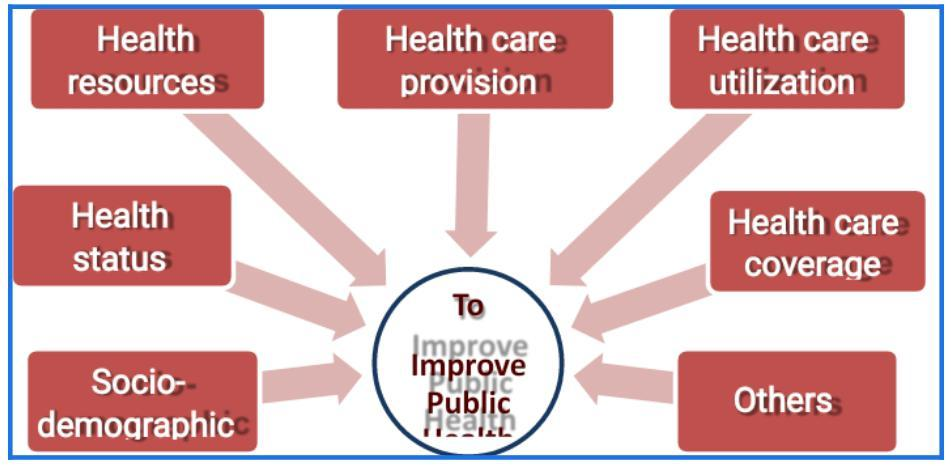 Health
resources
Health care
provision
Health care
utilization
Health
status
Health care
coverage
Socio-
demographic
Others
To
Improve
Public
Health